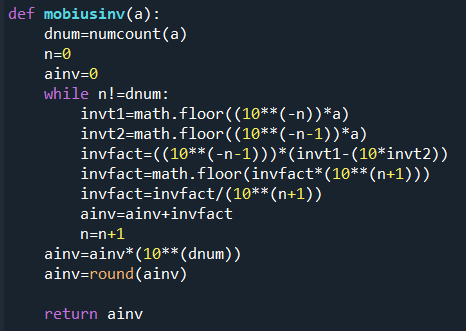 def mobiusinv(a):
    dnum=numcount(a)
    n=0
    ainv=0
    while n!=dnum:
        invt1=math.floor((10**(-n))*a)
        invt2=math.floor((10**(-n-1))*a)
        invfact=((10**(-n-1)))*(invt1-(10*invt2))
        invfact=math.floor(invfact*(10**(n+1)))
        invfact=invfact/(10**(n+1))
        ainv=ainv+invfact
        n=n+1
    ainv=ainv*(10**(dnum))
    ainv=round(ainv)

    return ainv